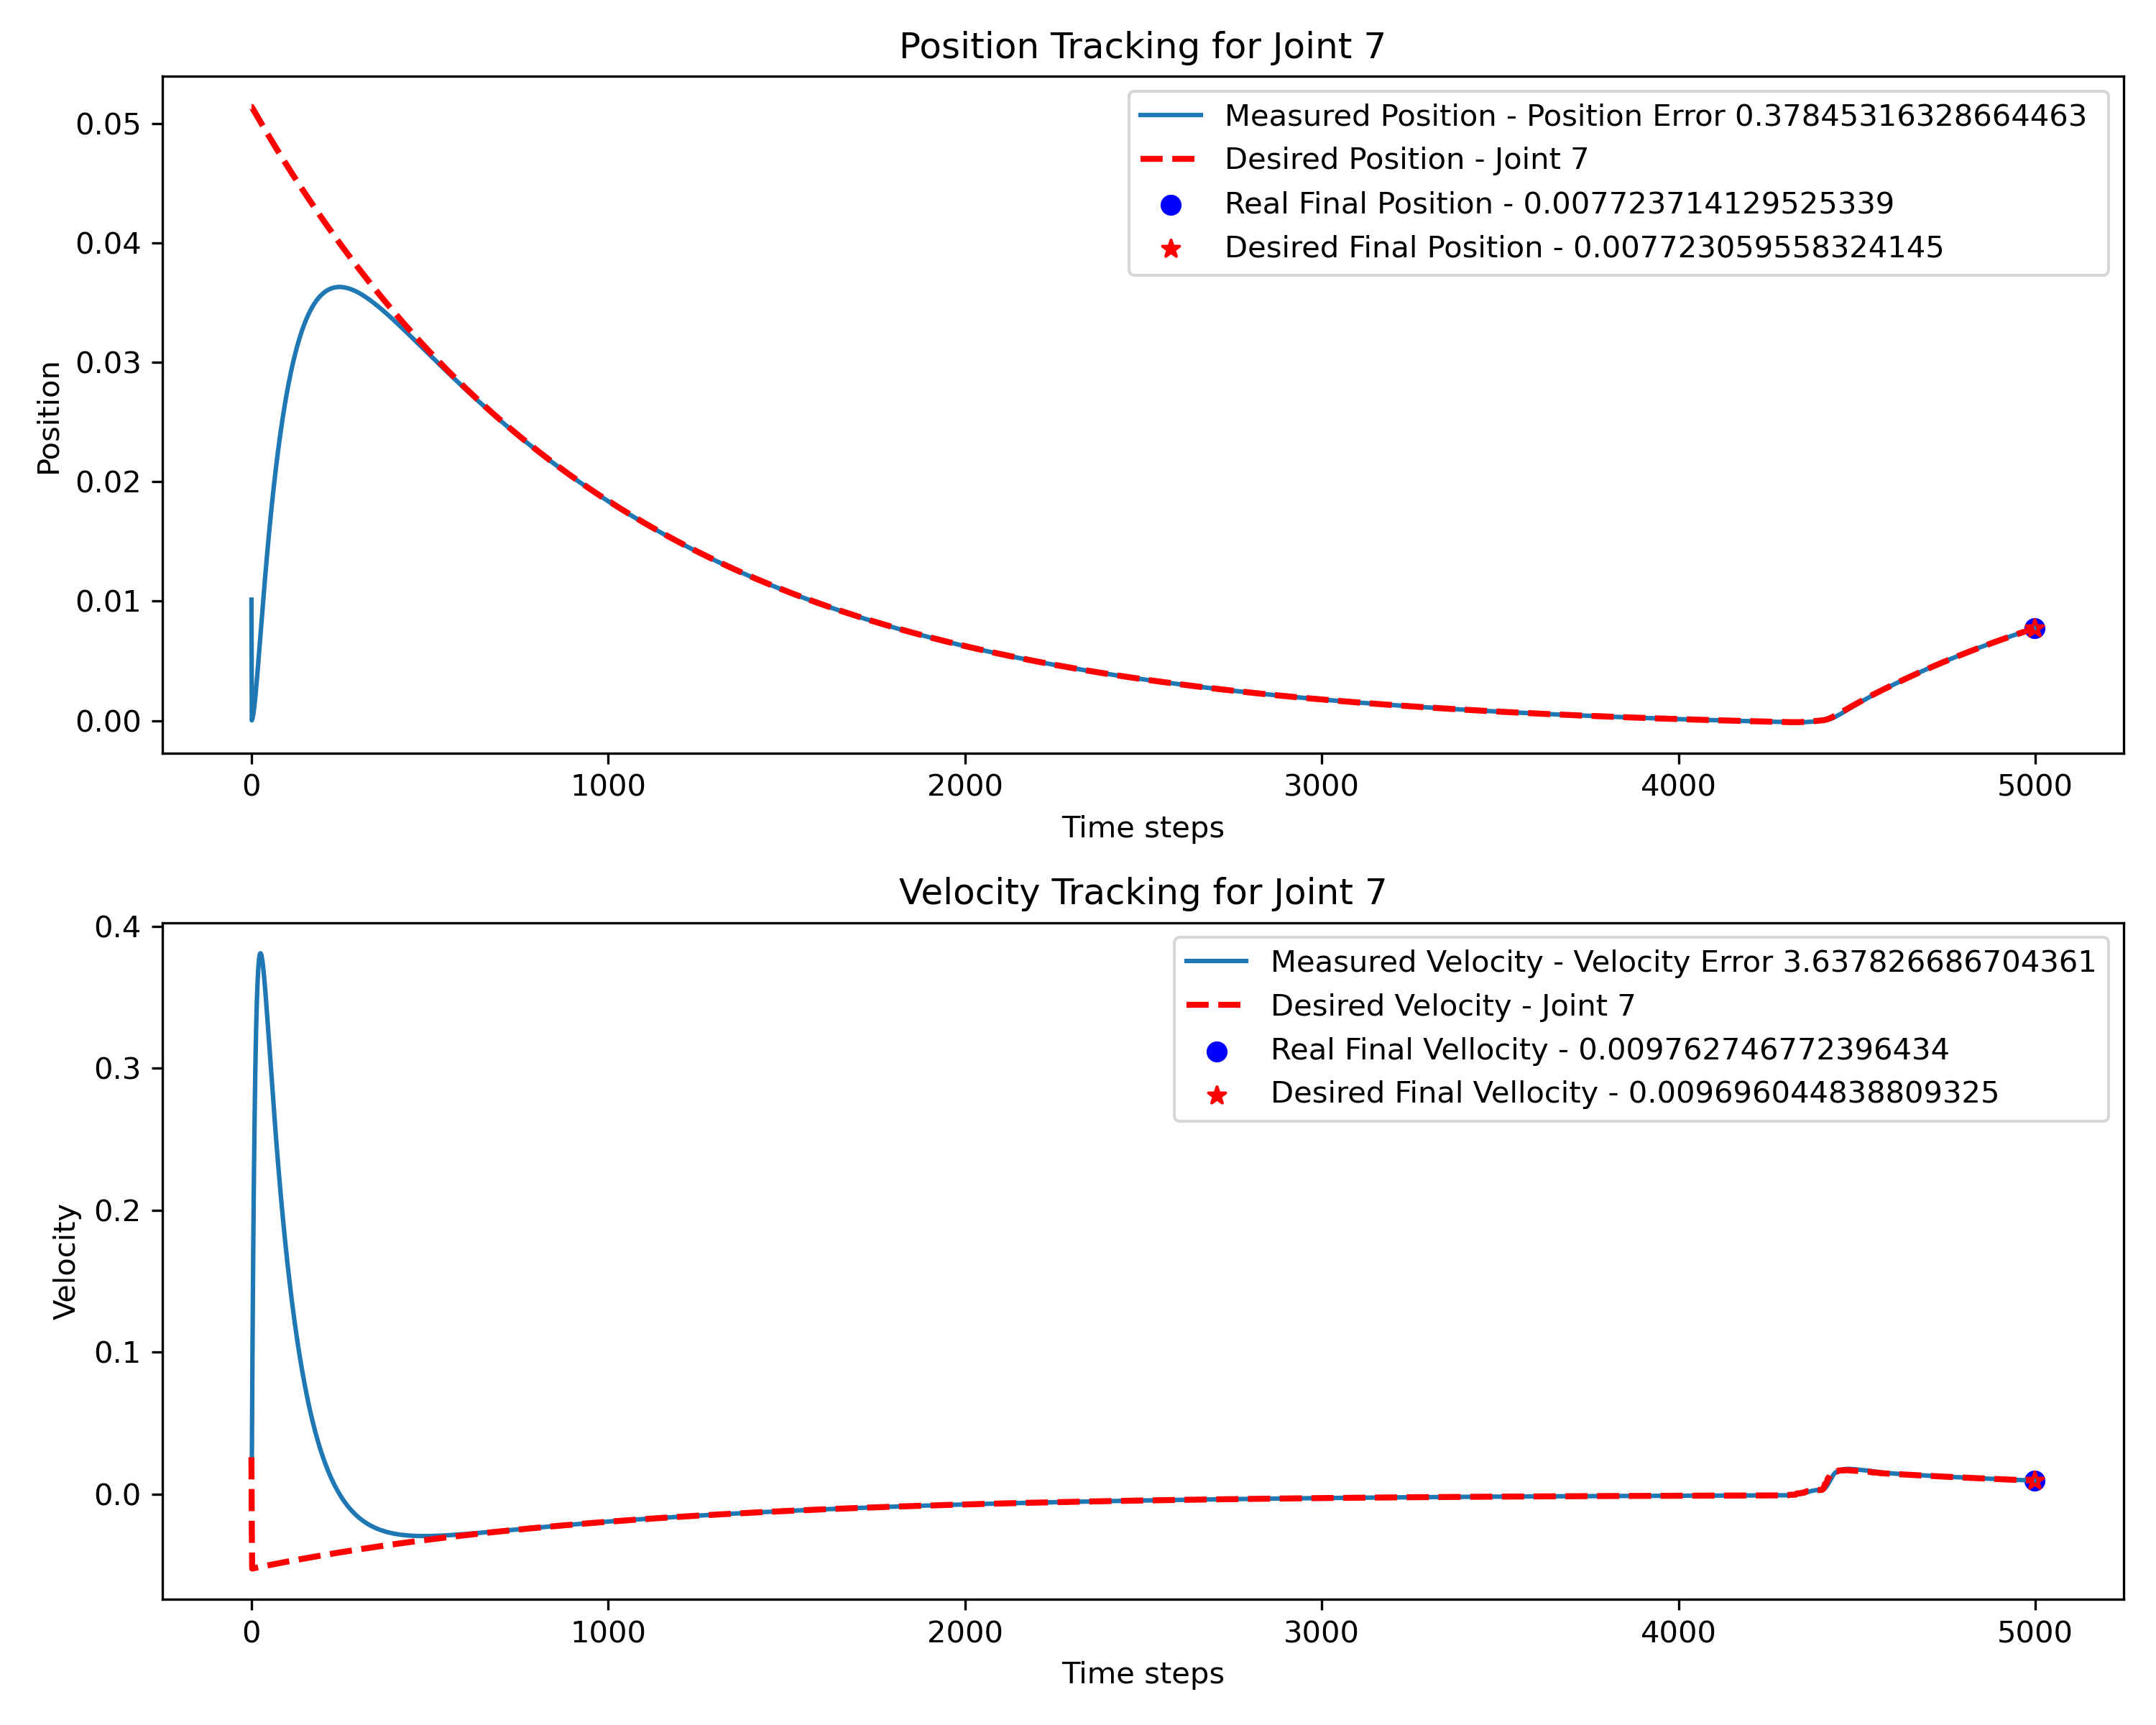 Position Tracking for Joint 7
Measured Position - Position Error 0.37845316328664463
Desired Position - Joint 7
Real Final Position - 0.007723714129525339
Desired Final Position - 0.007723059558324145
0.05
0.04
0.03
0.02
0.01
0.00
Position
0 1000 2000 3000 4000 5000
Time steps
Velocity Tracking for Joint 7
Measured Velocity - Velocity Error 3.637826686704361
Desired Velocity - Joint 7
Real Final Vellocity - 0.009762746772396434
Desired Final Vellocity - 0.009696044838809325
0.4
0.3
0.2
0.1
0.0
Velocity
0 1000 2000 3000 4000 5000
Time steps